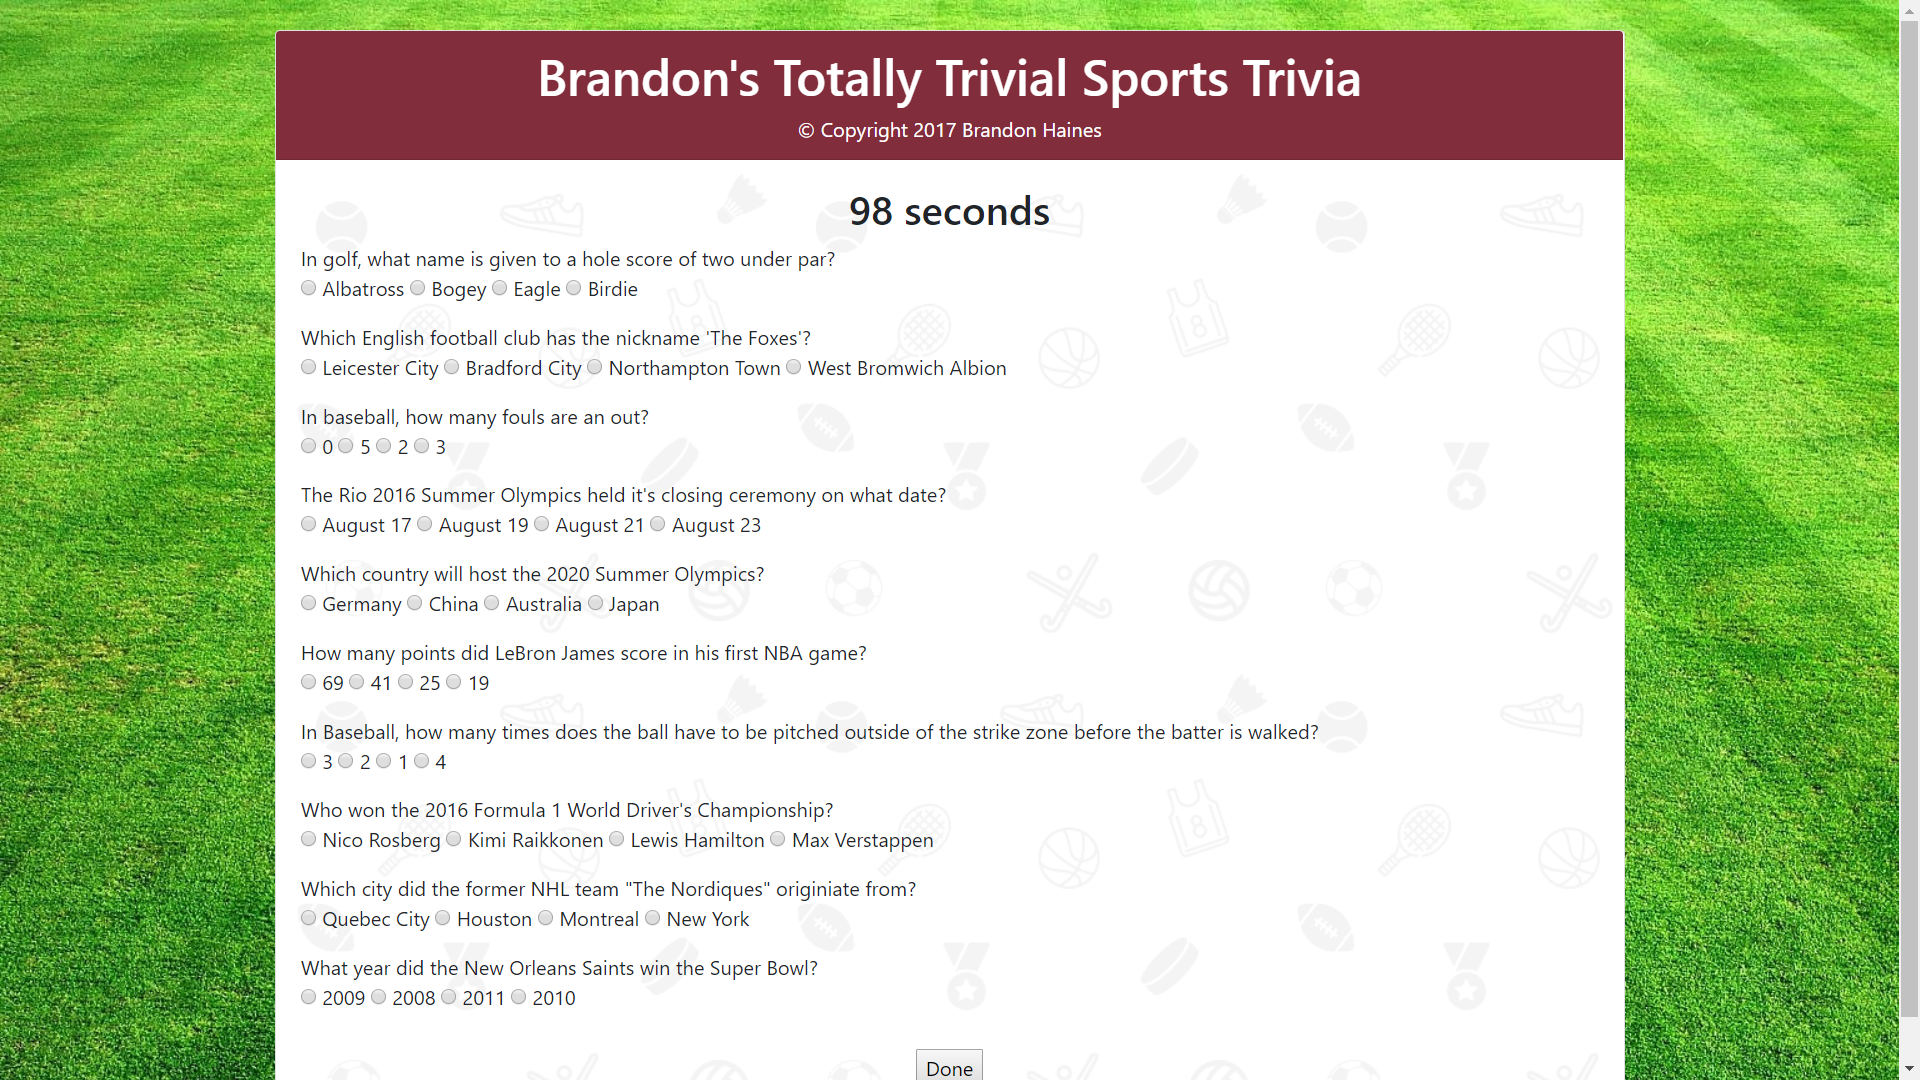 Brandon's Totally Trivial Sports Trivia
© Copyright 2017 Brandon Haines
98 seconds
In golf, what name is given to a hole score of two under par?
Albatross Bogey Eagle Birdie
Which English football club has the nickname 'The Foxes'?
Leicester City Bradford City Northampton Town West Bromwich Albion
In baseball, how many fouls are an out?
0 5 2 3
The Rio 2016 Summer Olympics held it's closing ceremony on what date?
August 17 August 19 August 21 August 23
Which country will host the 2020 Summer Olympics?
Germany China Australia Japan
How many points did LeBron James score in his first NBA game?
69 41 25 19
In Baseball, how many times does the ball have to be pitched outside of the strike zone before the batter is walked?
3 2 1 4
Who won the 2016 Formula 1 World Driver's Championship?
Nico Rosberg Kimi Raikkonen Lewis Hamilton Max Verstappen
Which city did the former NHL team "The Nordiques" originiate from?
Quebec City Houston Montreal New York
What year did the New Orleans Saints win the Super Bowl?
2009 2008 2011 2010
Done